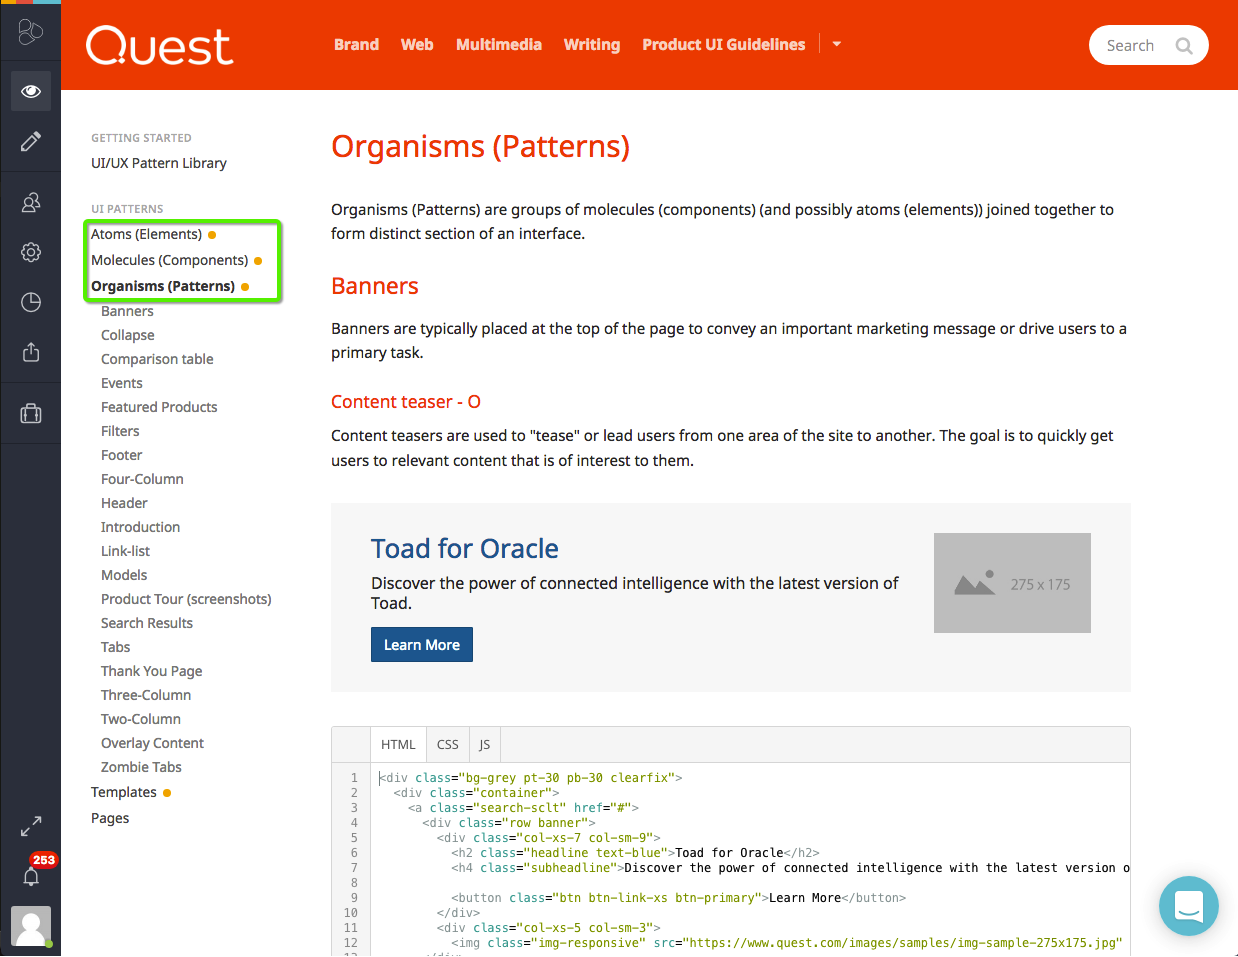 Quest
Brand Web Multimedia Writing Product UI Guidelines
Search
GETTING STARTED
UI/UX Pattern Library
UI PATTERNS
Atoms (Elements)
Molecules (Components)
Organisms (Patterns)
Banners
Collapse
Comparison table
Events
Featured Products
Filters
Footer
Four-Column
Header
Introduction
Link-list
Models
Product Tour (screenshots)
Search Results
Tabs
Thank You Page
Three-Column
Two-Column
Overlay Content
Zombie Tabs
Templates
Pages
253
Organisms (Patterns)
Organisms (Patterns) are groups of molecules (components) (and possibly atoms (elements)) joined together to
form distinct section of an interface.
Banners
Banners are typically placed at the top of the page to convey an important marketing message or drive users to a
primary task.
Content teaser - O
Content teasers are used to "tease" or lead users from one area of the site to another. The goal is to quickly get
users to relevant content that is of interest to them.
Toad for Oracle
Discover the power of connected intelligence with the latest version of
Toad.
Learn More
275 x 175
HTML CSS JS
1 <div class="bg-grey pt-30 pb-30 clearfix">
2 <div class="container">
3 <a class="search-sclt" href="#">
4 <div class="row banner">
5 <div class="col-xs-7 col-sm-9">
6 <h2 class="headline text-blue">Toad for Oracle</h2>
7 <h4 class="subheadline">Discover the power of connected intelligence with the latest version o
8
9 <button class="btn btn-link-xs btn-primary">Learn More</button>
10 </div>
11 <div class="col-xs-5 col-sm-3">
12 <img class="img-responsive" src="https://www.quest.com/images/samples/img-sample-275x175.jpg"